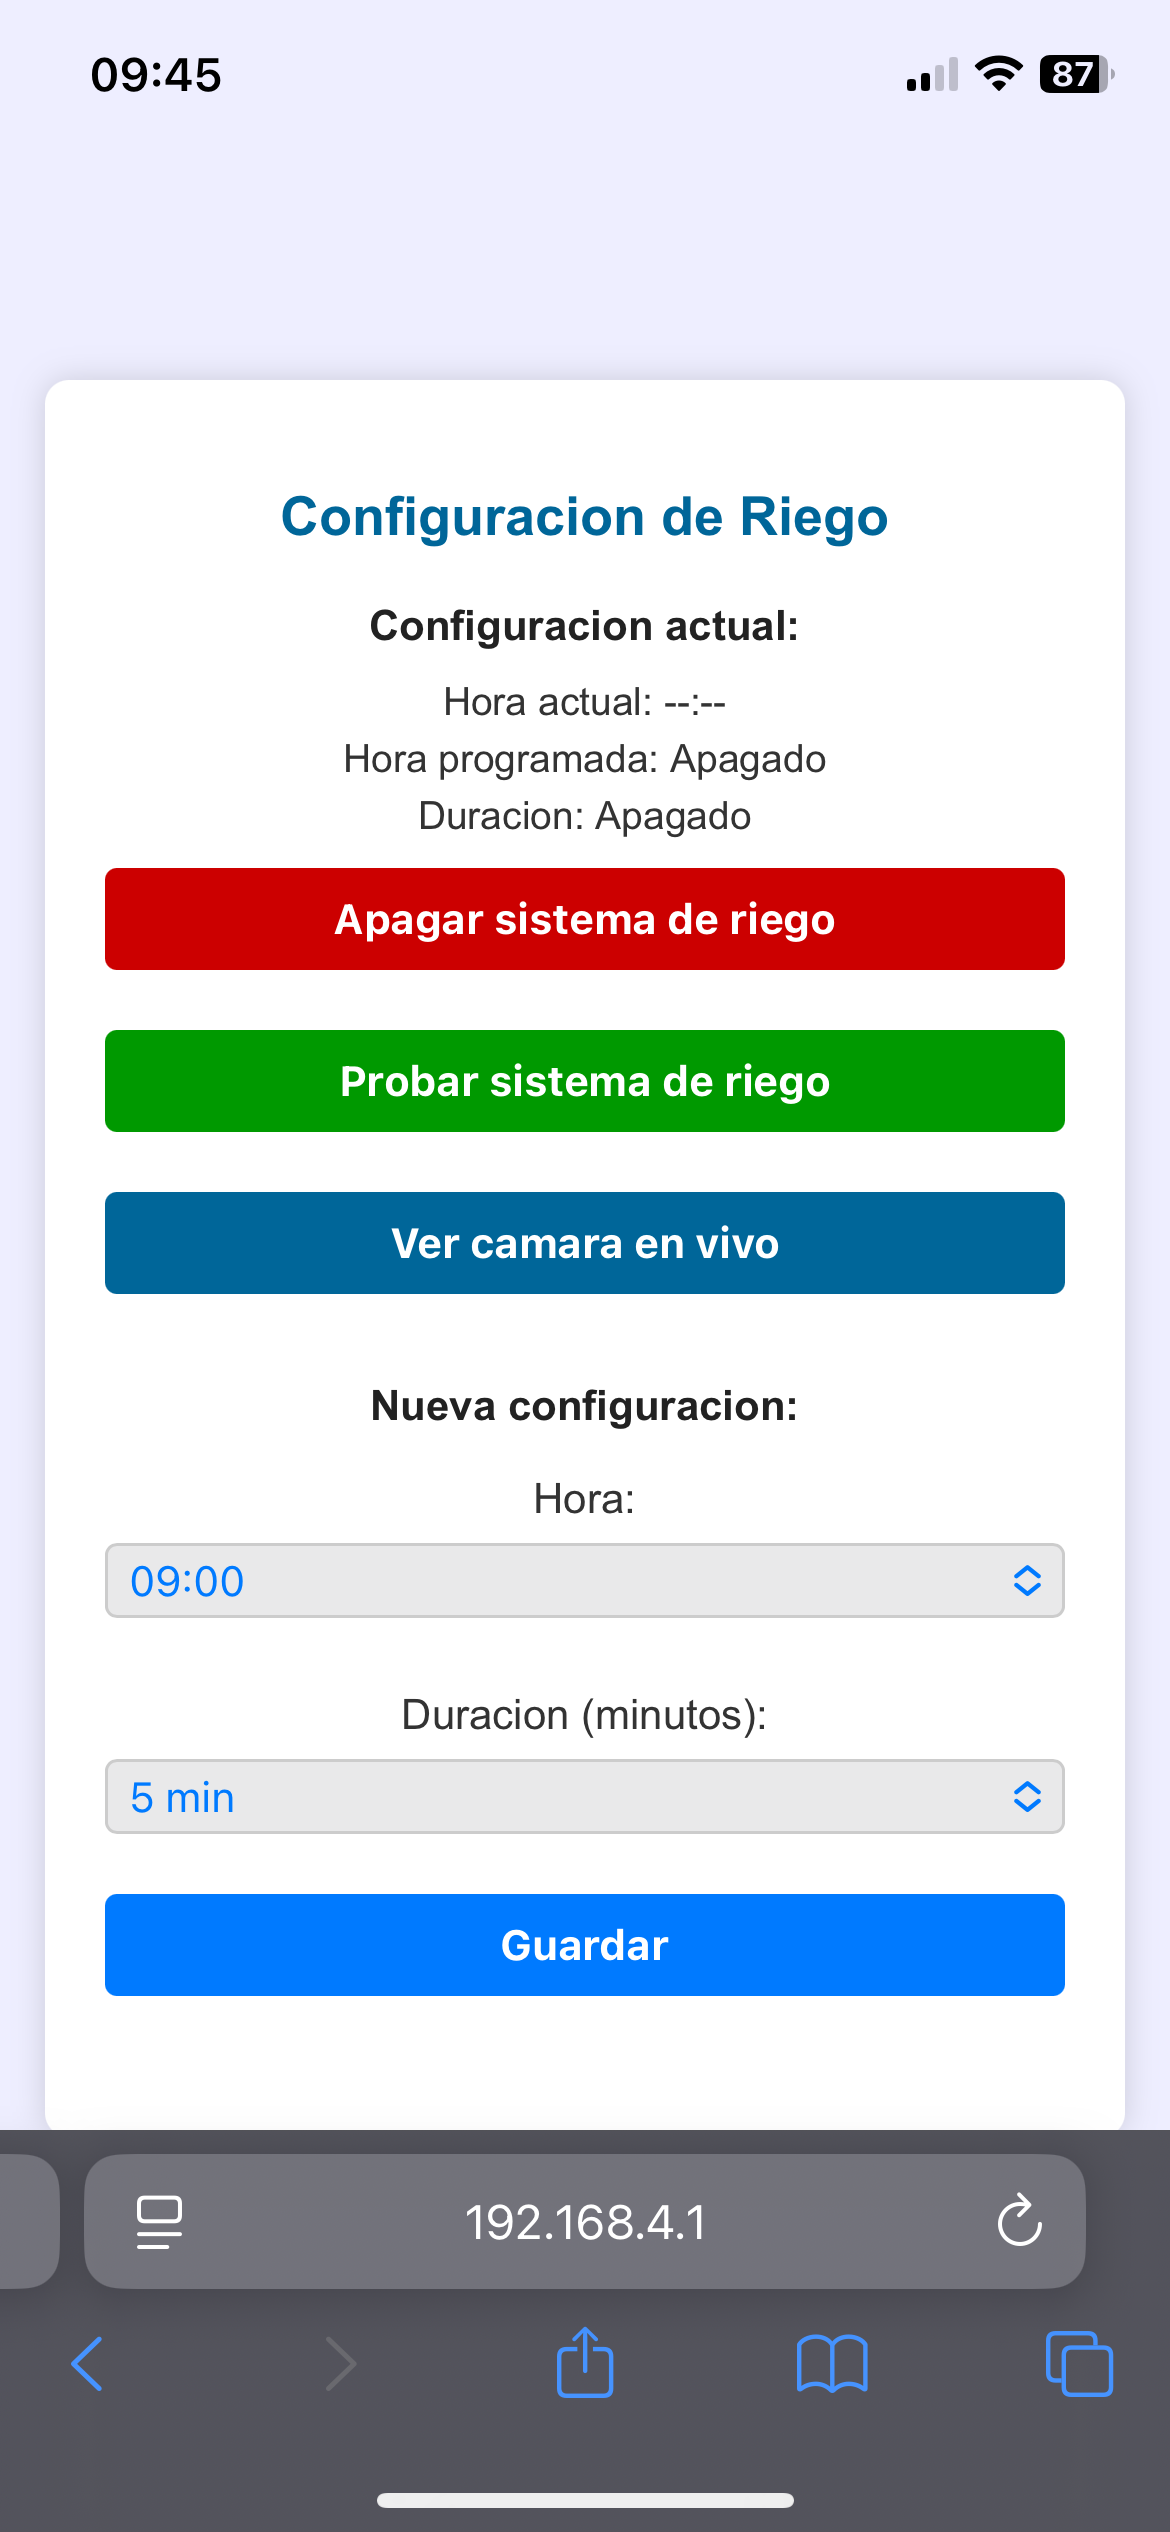 09:45
87
Configuracion de Riego
Configuracion actual:
Hora actual: --:--
Hora programada: Apagado
Duracion: Apagado
Apagar sistema de riego
Probar sistema de riego
Ver camara en vivo
Nueva configuracion:
Hora:
09:00
Duracion (minutos):
5 min
Guardar
192.168.4.1